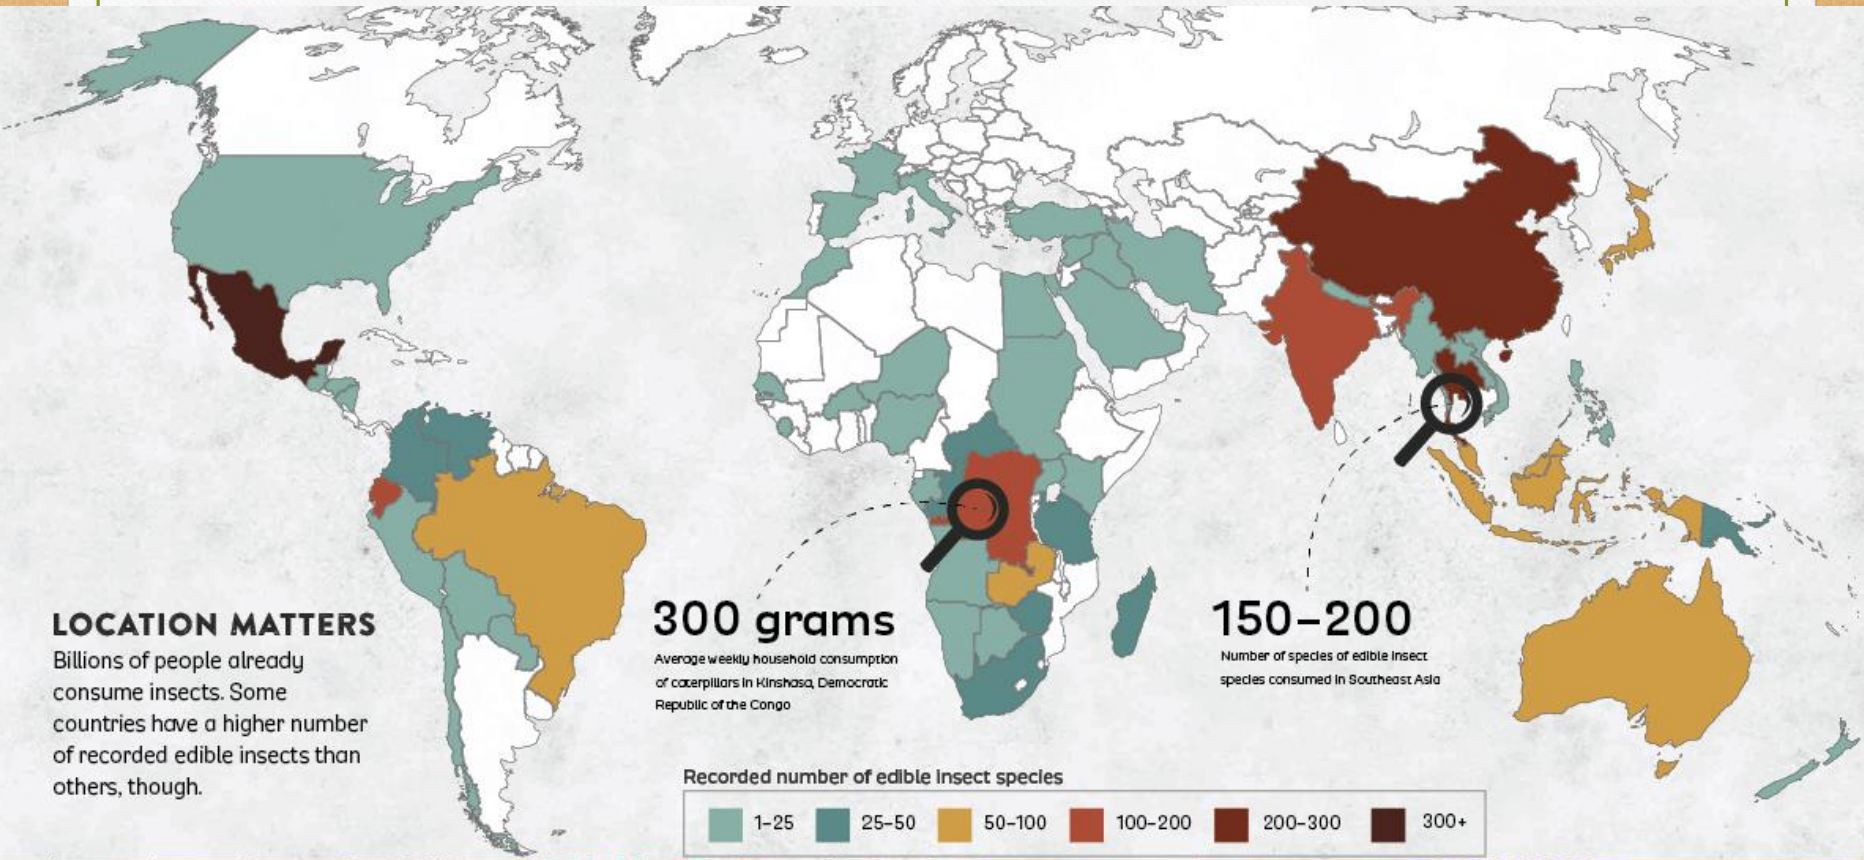 LOCATION MATTERS
Billions of people already
consume insects. Some
countries have a higher number
of recorded edible insects than
others, though.
300 grams
Average weekly household consumption
of caterpillars in Kinshasa, Democratic
Republic of the Congo
150–200
Number of species of edible insect
species consumed in Southeast Asia
Recorded number of edible insect species
1–25 25–50 50–100 100–200 200–300 300+